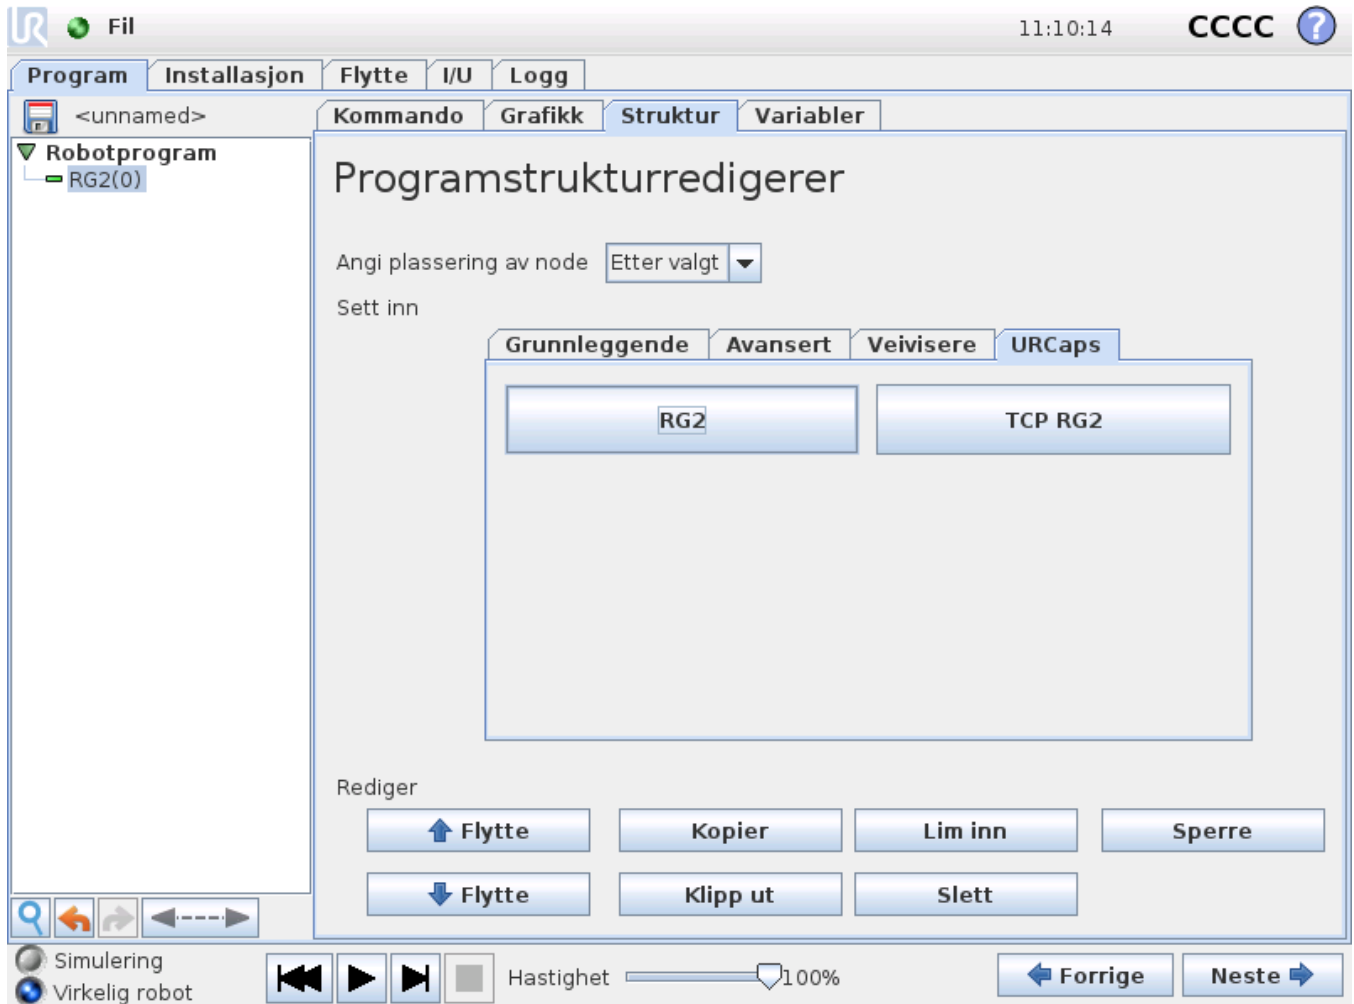 UR Fil 11:10:14 CCCC ?
Program Installasjon Flytte I/U Logg
<unnamed> Kommando Grafikk Struktur Variabler
Robotprogram
RG2(0)
Programstrukturredigerer
Angi plassering av node Etter valgt
Sett inn
Grunnleggende Avansert Veivisere URCaps
RG2 TCP RG2
Rediger
Flytte Kopier Lim inn Sperre
Flytte Klipp ut Slett
Simulering
Virkelig robot
Hastighet 100% Forrige Neste